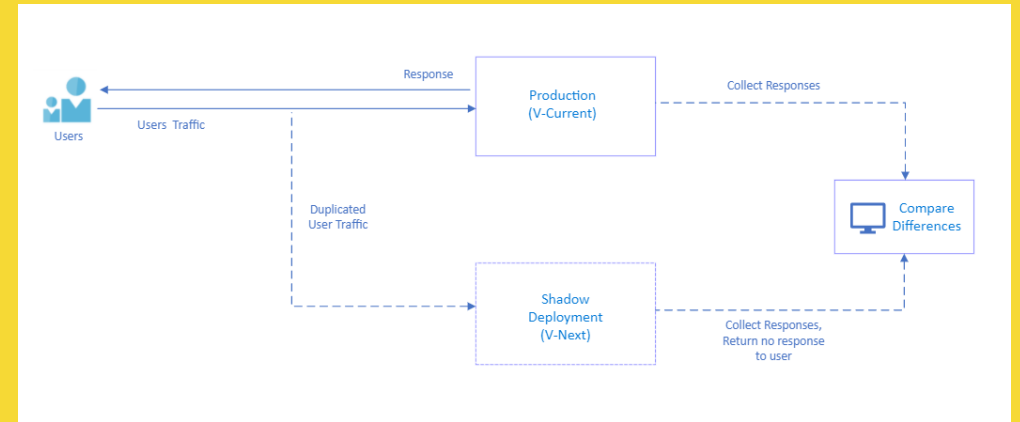 Response
Production
(V-Current)
Collect Responses
Users Traffic
Users
Duplicated
User Traffic
Compare
Differences
Shadow
Deployment
(V-Next)
Collect Responses,
Return no response
to user